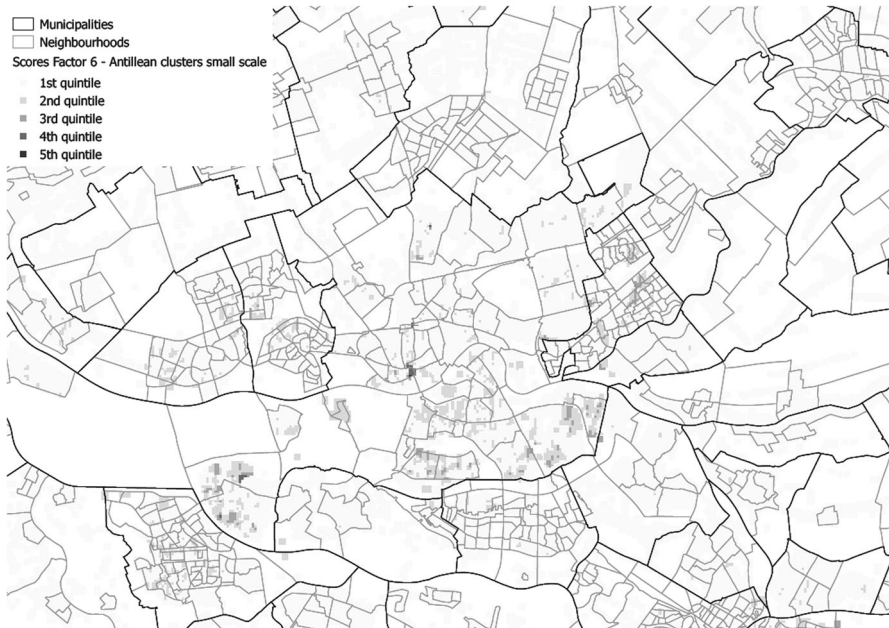 Municipalities
Neighbourhoods
Scores Factor 6 - Antillean clusters small scale
1st quintile
2nd quintile
3rd quintile
4th quintile
5th quintile